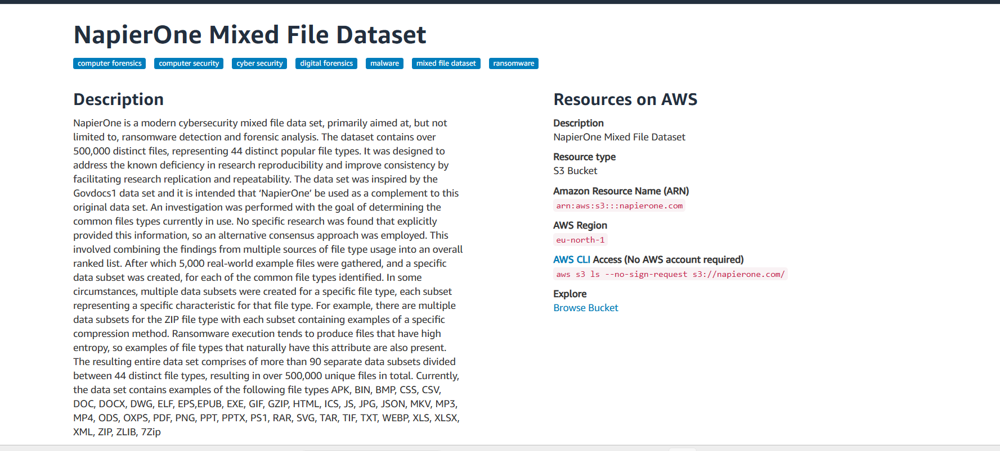 NapierOne Mixed File Dataset
computer forensics computer security cyber security digital forensics malware mixed file dataset ransomware
Description
NapierOne is a modern cybersecurity mixed file data set, primarily aimed at, but not
limited to, ransomware detection and forensic analysis. The dataset contains over
500,000 distinct files, representing 44 distinct popular file types. It was designed to
address the known deficiency in research reproducibility and improve consistency by
facilitating research replication and repeatability. The data set was inspired by the
Govdocs1 data set and it is intended that ‘NapierOne’ be used as a complement to this
original data set. An investigation was performed with the goal of determining the
common files types currently in use. No specific research was found that explicitly
provided this information, so an alternative consensus approach was employed. This
involved combining the findings from multiple sources of file type usage into an overall
ranked list. After which 5,000 real-world example files were gathered, and a specific
data subset was created, for each of the common file types identified. In some
circumstances, multiple data subsets were created for a specific file type, each subset
representing a specific characteristic for that file type. For example, there are multiple
data subsets for the ZIP file type with each subset containing examples of a specific
compression method. Ransomware execution tends to produce files that have high
entropy, so examples of file types that naturally have this attribute are also present.
The resulting entire data set comprises of more than 90 separate data subsets divided
between 44 distinct file types, resulting in over 500,000 unique files in total. Currently,
the data set contains examples of the following file types APK, BIN, BMP, CSS, CSV,
DOC, DOCX, DWG, ELF, EPS,EPUB, EXE, GIF, GZIP, HTML, ICS, JS, JPG, JSON, MKV, MP3,
MP4, ODS, OXPS, PDF, PNG, PPT, PPTX, PS1, RAR, SVG, TAR, TIF, TXT, WEBP, XLS, XLSX,
XML, ZIP, ZLIB, 7Zip
Resources on AWS
Description
NapierOne Mixed File Dataset
Resource type
S3 Bucket
Amazon Resource Name (ARN)
arn:aws:s3:::napierone.com
AWS Region
eu-north-1
AWS CLI Access (No AWS account required)
aws s3 ls --no-sign-request s3://napierone.com/
Explore
Browse Bucket